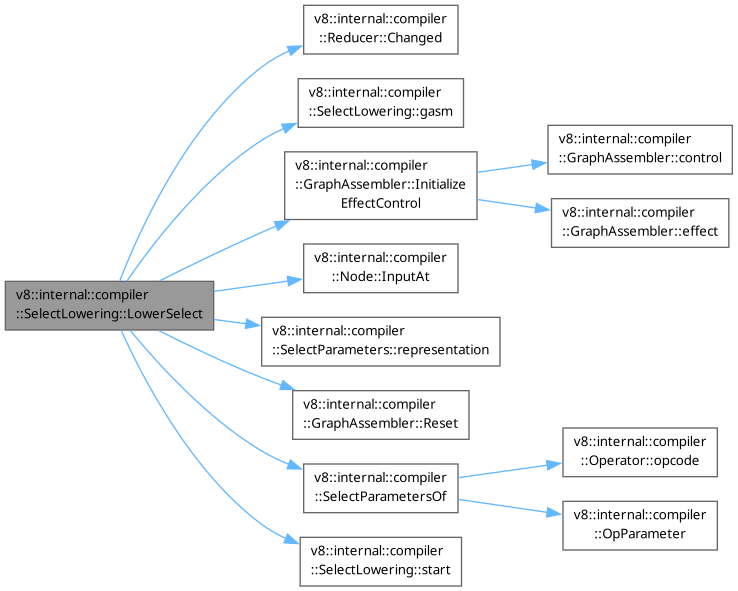 v8::internal::compiler
::Reducer::Changed
v8::internal::compiler
::SelectLowering::gasm
v8::internal::compiler
::GraphAssembler::Initialize
EffectControl
v8::internal::compiler
::GraphAssembler::control
v8::internal::compiler
::GraphAssembler::effect
v8::internal::compiler
::Node::InputAt
v8::internal::compiler
::SelectLowering::LowerSelect
v8::internal::compiler
::SelectParameters::representation
v8::internal::compiler
::GraphAssembler::Reset
v8::internal::compiler
::SelectParametersOf
v8::internal::compiler
::Operator::opcode
v8::internal::compiler
::OpParameter
v8::internal::compiler
::SelectLowering::start